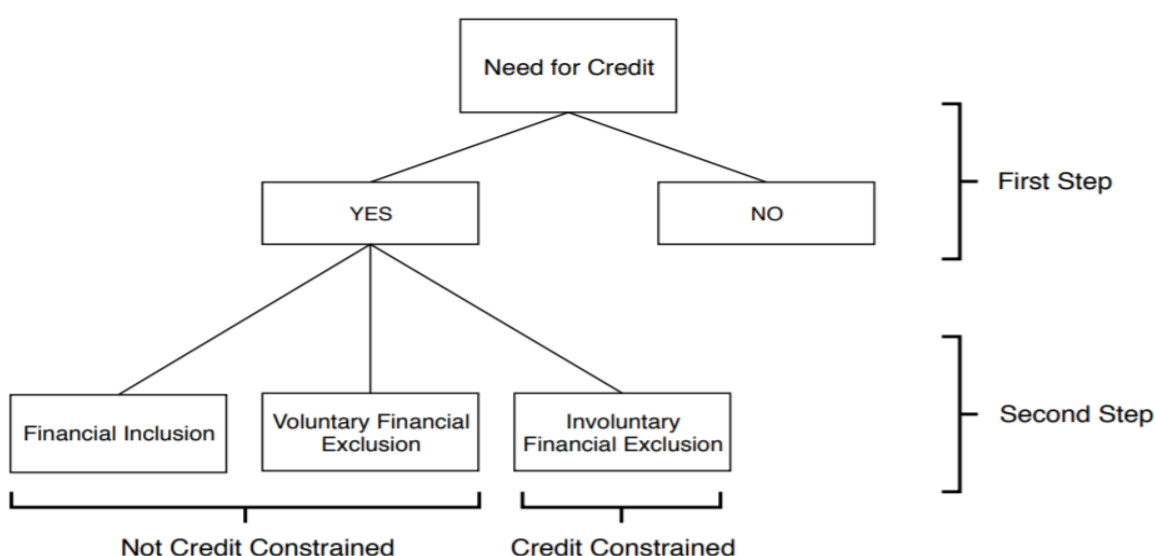 Need for Credit
First Step
YES
NO
Financial Inclusion
Voluntary Financial
Exclusion
Involuntary
Financial Exclusion
Second Step
Not Credit Constrained
Credit Constrained